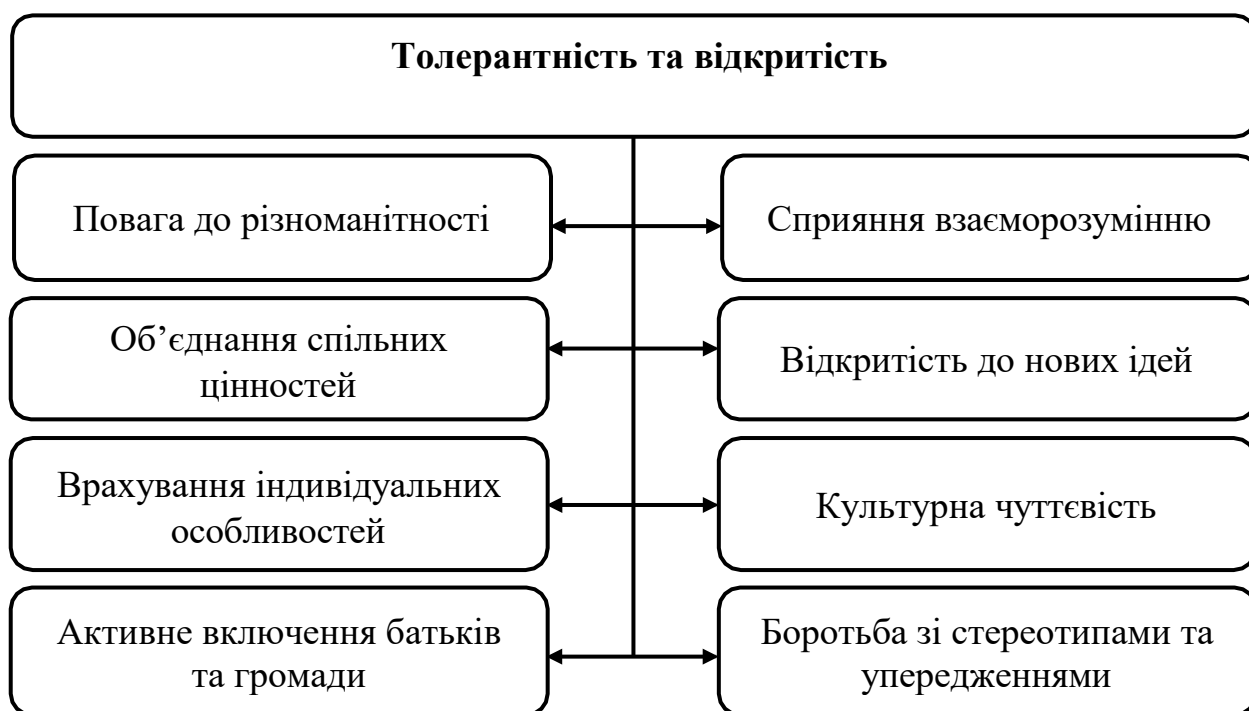 Толерантність та відкритість
Повага до різноманітності
Сприяння взаєморозумінню
Об’єднання спільних
цінностей
Відкритість до нових ідей
Врахування індивідуальних
особливостей
Культурна чуттєвість
Активне включення батьків
та громади
Боротьба зі стереотипами та
упередженнями